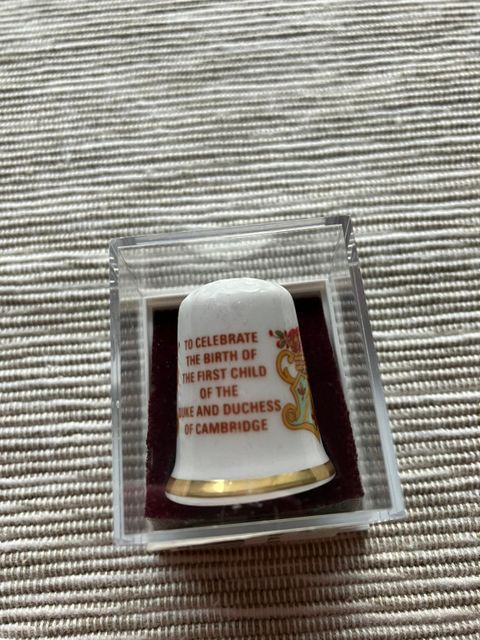 TO CELEBRATE
THE BIRTH OF
THE FIRST CHILD
OF THE
DUKE AND DUCHESS
OF CAMBRIDGE